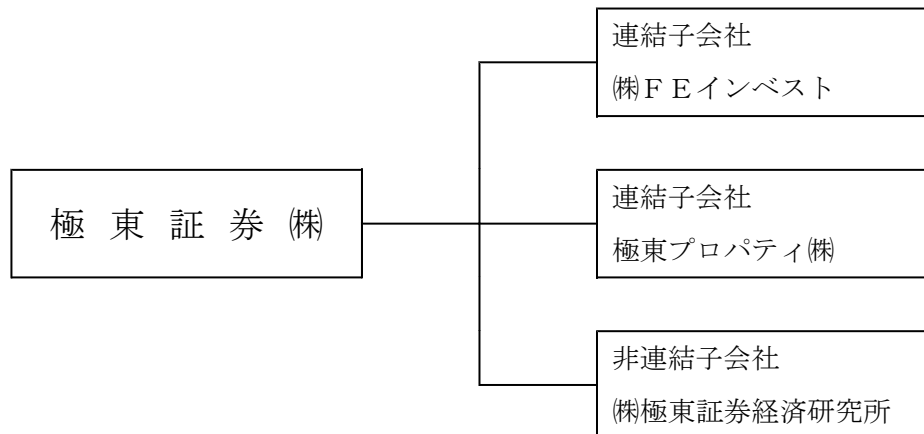 連結子会社
㈱ＦＥインベスト
極東証券㈱
連結子会社
極東プロパティ㈱
非連結子会社
㈱極東証券経済研究所